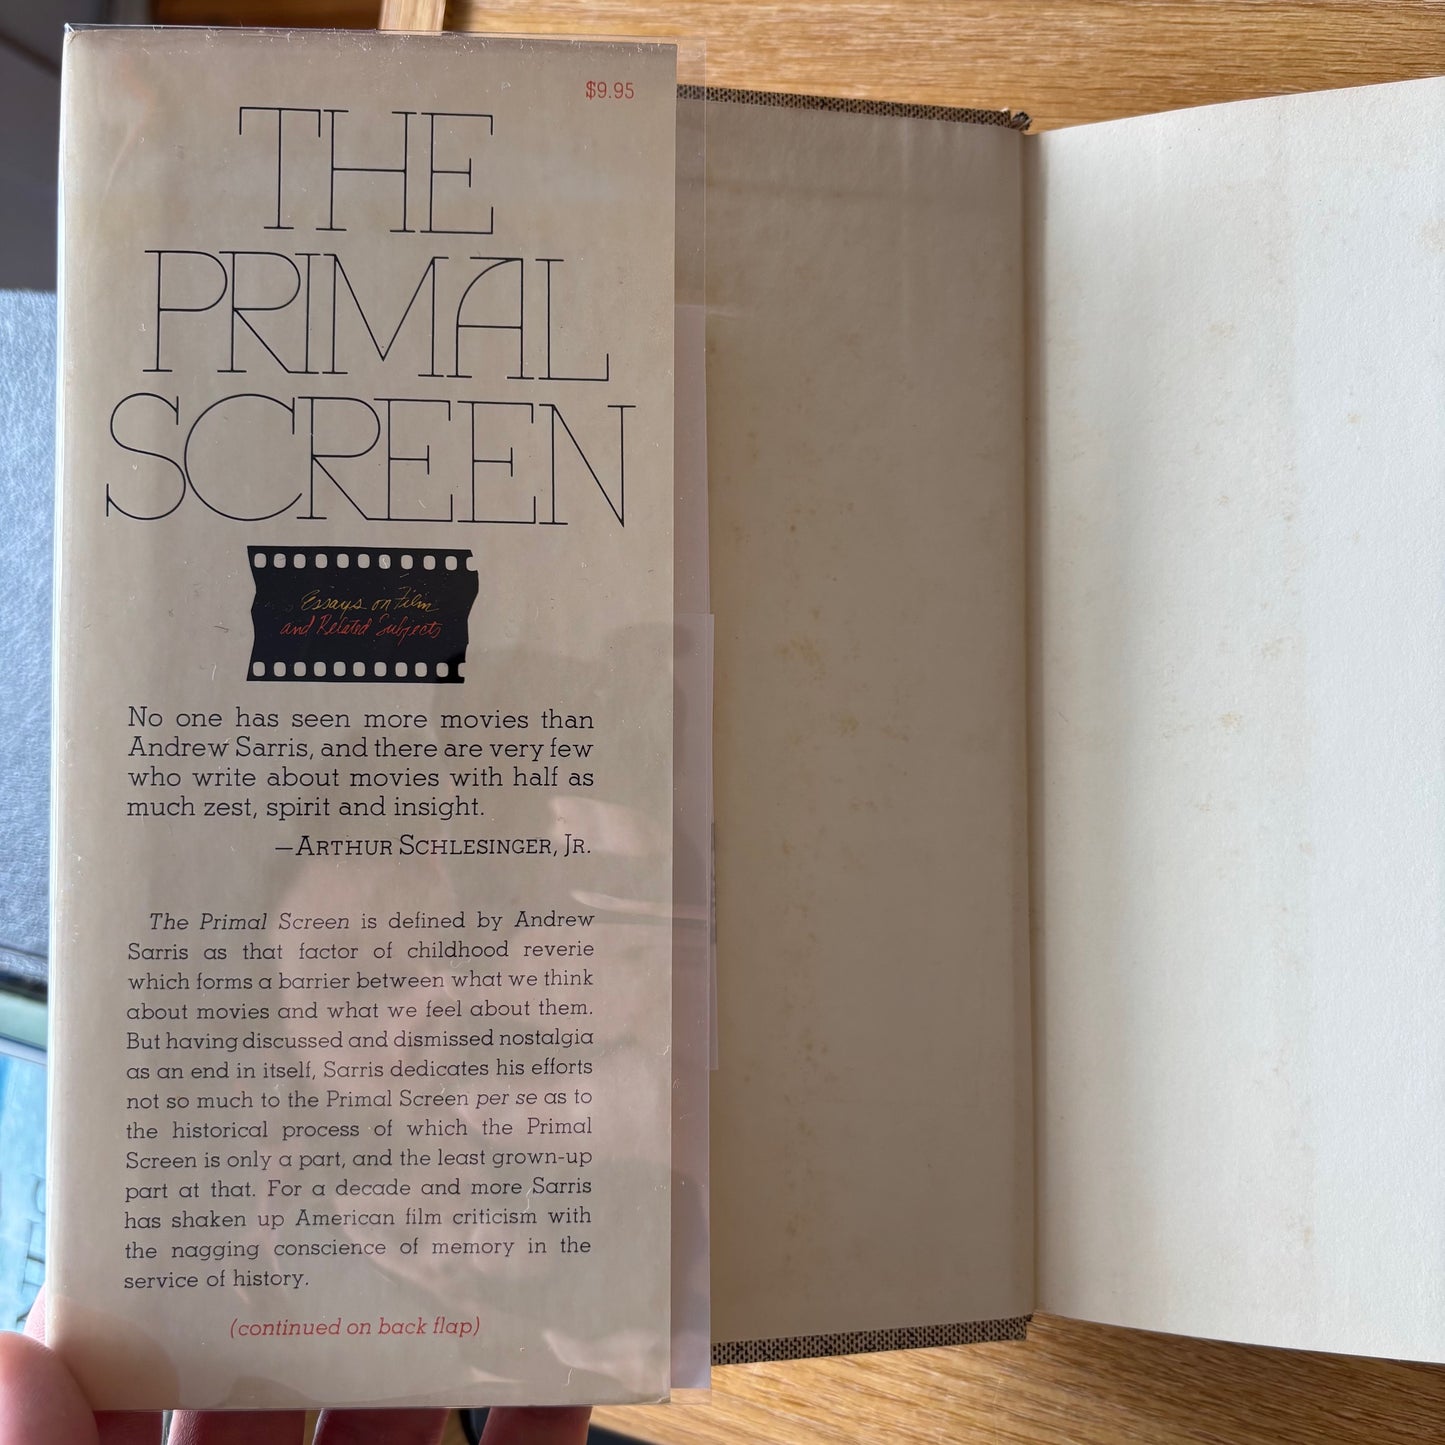 $9.95
THE
PRIMAL
SCREEN
Essays on Film
and Related Subjects
No one has seen more movies than
Andrew Sarris, and there are very few
who write about movies with half as
much zest, spirit and insight.
—ARTHUR SCHLESINGER, JR.
The Primal Screen is defined by Andrew
Sarris as that factor of childhood reverie
which forms a barrier between what we think
about movies and what we feel about them.
But having discussed and dismissed nostalgia
as an end in itself, Sarris dedicates his efforts
not so much to the Primal Screen per se as to
the historical process of which the Primal
Screen is only a part, and the least grown-up
part at that. For a decade and more Sarris
has shaken up American film criticism with
the nagging conscience of memory in the
service of history.
(continued on back flap)